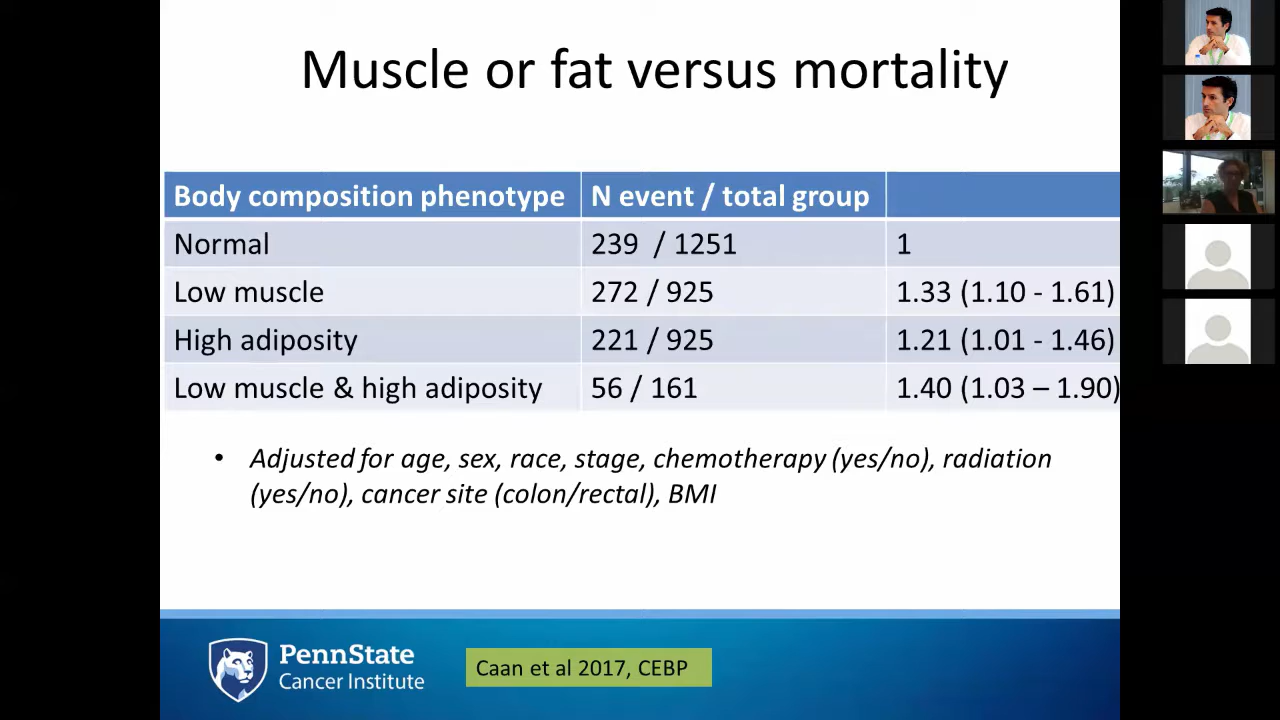 Muscle or fat versus mortality
Body composition phenotype N event / total group
Normal 239 / 1251 1
Low muscle 272 / 925 1.33 (1.10 - 1.61)
High adiposity 221 / 925 1.21 (1.01 - 1.46)
Low muscle & high adiposity 56 / 161 1.40 (1.03 – 1.90)
• Adjusted for age, sex, race, stage, chemotherapy (yes/no), radiation
(yes/no), cancer site (colon/rectal), BMI
PennState
Cancer Institute
Caan et al 2017, CEBP